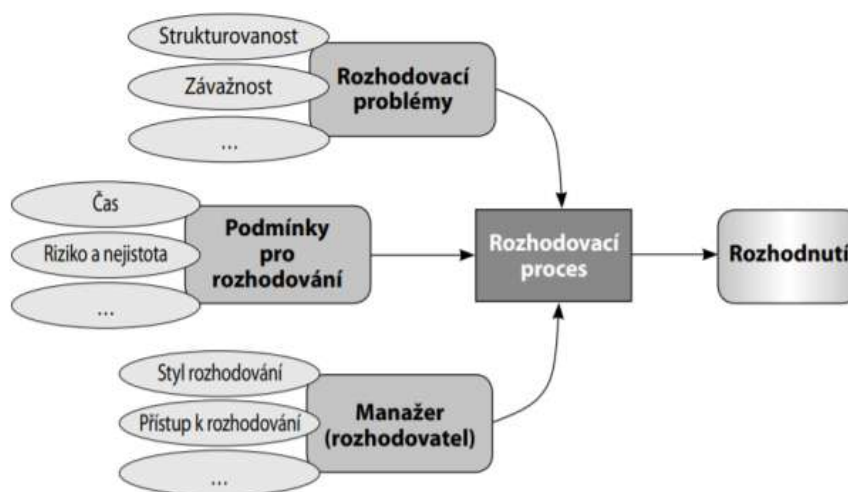 Strukturovanost
Závažnost
...
Rozhodovací
problémy
Čas
Riziko a nejistota
...
Podmínky
pro
rozhodování
Rozhodovací
proces
Rozhodnutí
Styl rozhodování
Přístup k rozhodování
...
Manažer
(rozhodovatel)